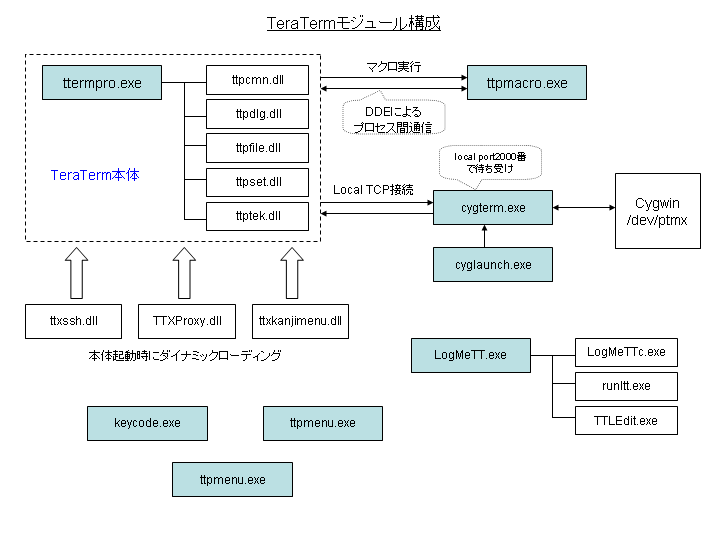 TeraTermモジュール構成
ttermpro.exe
ttpcmn.dll
ttpdlg.dll
ttpfile.dll
ttpset.dll
ttptek.dll
TeraTerm本体
マクロ実行
ttpmacro.exe
DDEIによる
プロセス間通信
local port2000番
で待ち受け
Local TCP接続
cygterm.exe
Cygwin
/dev/ptmx
cyglaunch.exe
ttxssh.dll
TTXProxy.dll
ttxkanjimenu.dll
本体起動時にダイナミックローディング
LogMeTT.exe
LogMeTTc.exe
runltt.exe
TTLEdit.exe
keycode.exe
ttpmenu.exe
ttpmenu.exe